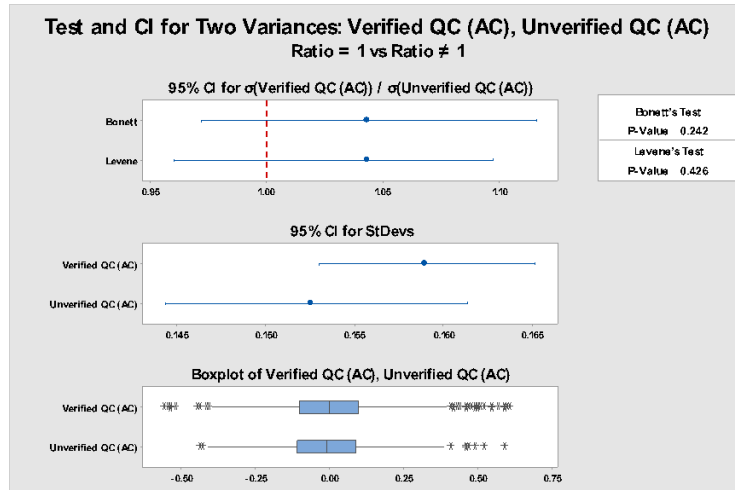 Test and CI for Two Variances: Verified QC (AC), Unverified QC (AC)
Ratio = 1 vs Ratio ≠ 1
95% CI for σ(Verified QC (AC)) / σ(Unverified QC (AC))
Bonett
Levene
0.95 1.00 1.05 1.10
Bonett's Test
P-Value 0.242
Levene's Test
P-Value 0.426
95% CI for StDevs
Verified QC (AC)
Unverified QC (AC)
0.145 0.150 0.155 0.160 0.165
Boxplot of Verified QC (AC), Unverified QC (AC)
Verified QC (AC)
Unverified QC (AC)
-0.50 -0.25 0.00 0.25 0.50 0.75